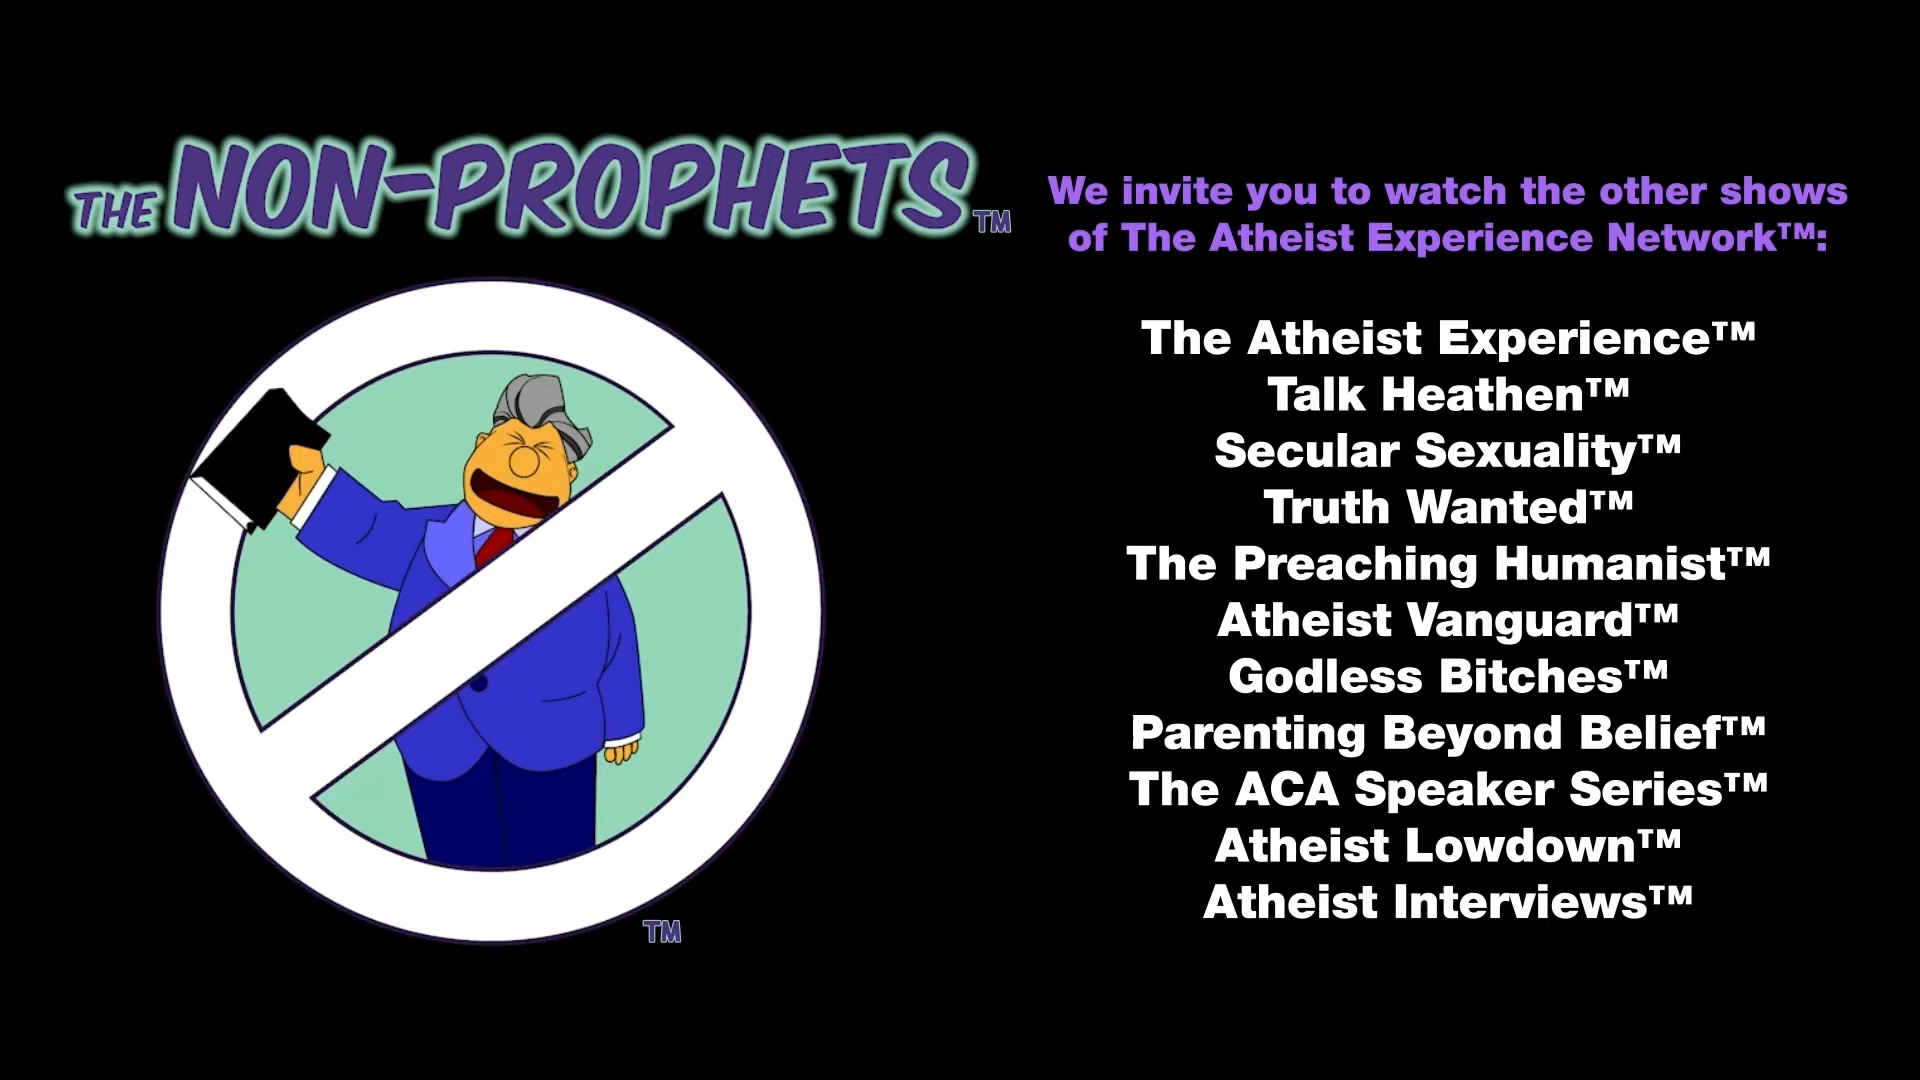 THE NON-PROPHETS™
We invite you to watch the other shows
of The Atheist Experience Network™:
The Atheist Experience™
Talk Heathen™
Secular Sexuality™
Truth Wanted™
The Preaching Humanist™
Atheist Vanguard™
Godless Bitches™
Parenting Beyond Belief™
The ACA Speaker Series™
Atheist Lowdown™
Atheist Interviews™
TM